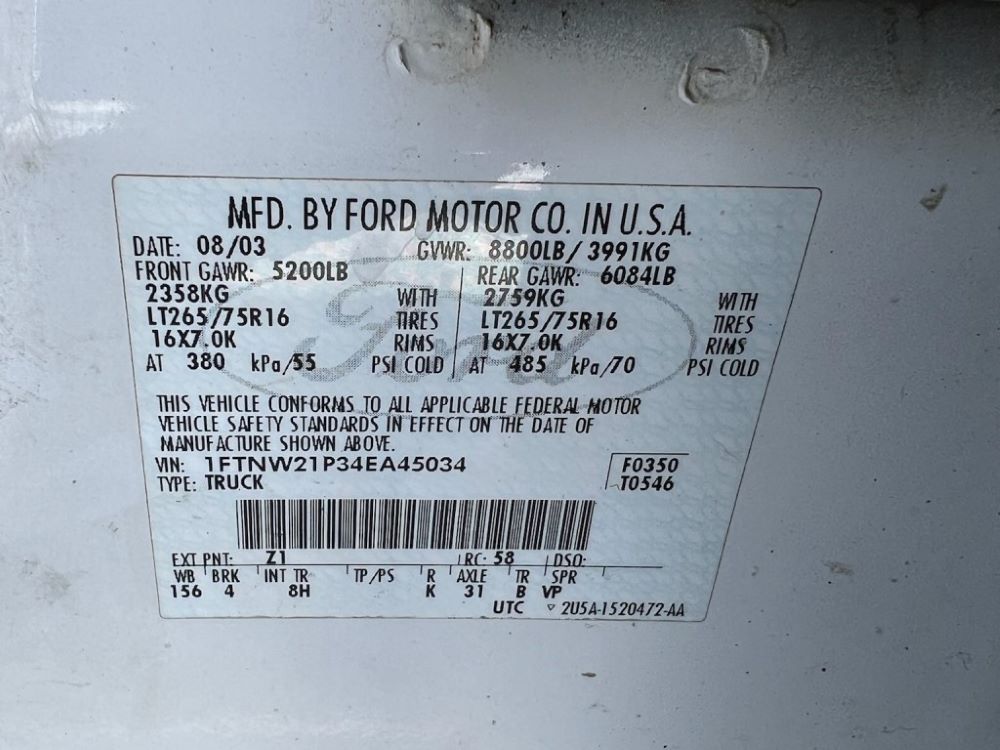 MFD. BY FORD MOTOR CO. IN U.S.A.
DATE: 08/03 GVWR: 8800LB/ 3991KG
FRONT GAWR: 5200LB REAR GAWR: 6084LB
2358KG WITH 2759KG WITH
LT265/75R16 TIRES LT265/75R16 TIRES
16X7.0K RIMS 16X7.0K RIMS
AT 380 kPa/55 PSI COLD AT 485 kPa/70 PSI COLD
Ford
THIS VEHICLE CONFORMS TO ALL APPLICABLE FEDERAL MOTOR
VEHICLE SAFETY STANDARDS IN EFFECT ON THE DATE OF
MANUFACTURE SHOWN ABOVE.
VIN: 1FTNW21P34EA45034 F0350
TYPE: TRUCK T0546
EXT PNT: Z1 RC: 58 DSO:
WB BRK INT TR TP/PS R AXLE TR SPR
156 4 8H K 31 B VP
UTC ▽ 2U5A-1520472-AA